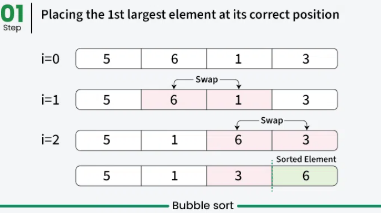 01
Step
Placing the 1st largest element at its correct position
i=0 5 6 1 3
Swap
i=1 5 6 1 3
Swap
i=2 5 1 6 3
Sorted Element
5 1 3 6
Bubble sort